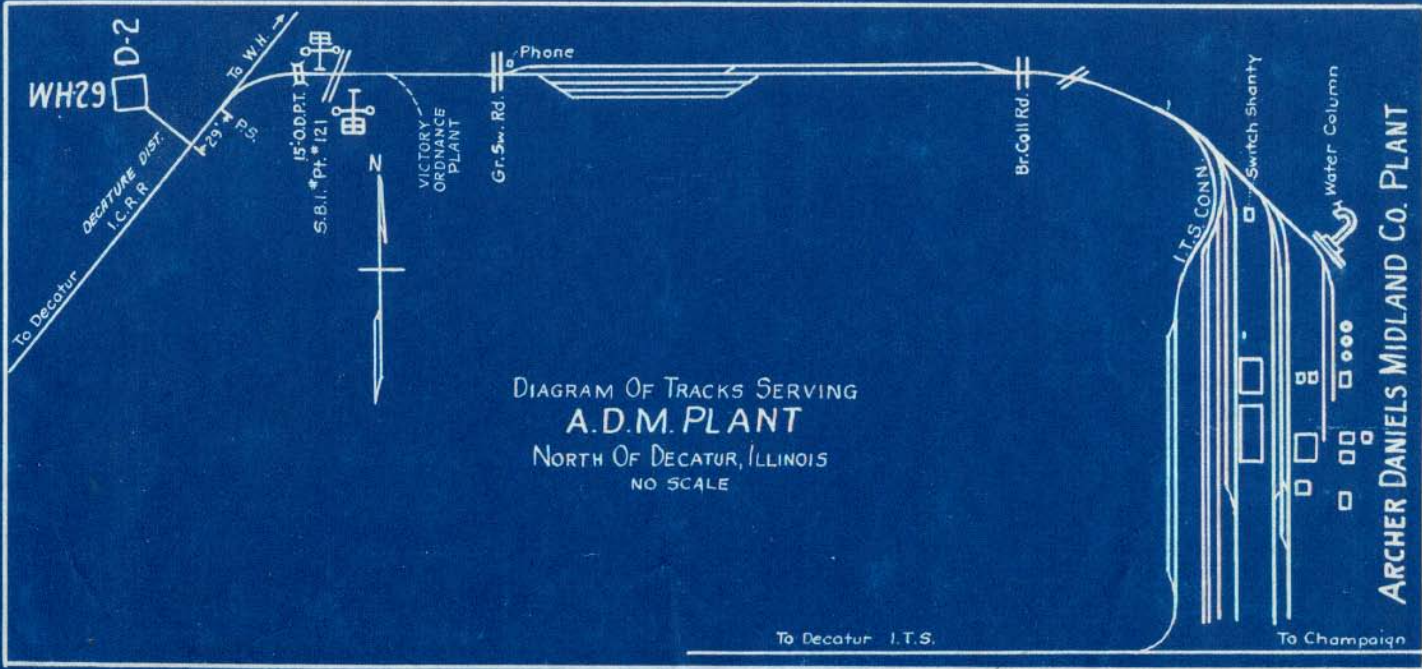 D-2
WH29
To W.H.
DECATURE DIST.
I.C.R.R
To Decatur
29'
P.S.
15'O.D.P.T.
S.B.I. #Pt. #121
VICTORY
ORDNANCE
PLANT
N
Gr. Sw. Rd.
Phone
Br. Coll Rd.
I.T.S CONN.
Switch Shanty
Water Column
ARCHER DANIELS MIDLAND CO. PLANT
DIAGRAM OF TRACKS SERVING
A.D.M. PLANT
NORTH OF DECATUR, ILLINOIS
NO SCALE
To Decatur I.T.S.
To Champaign